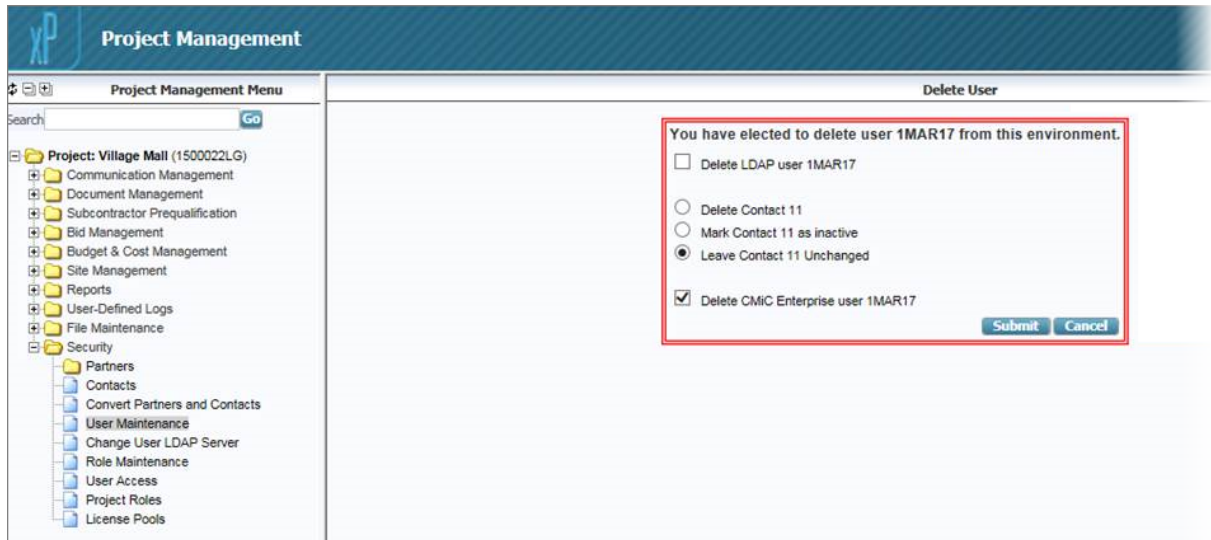 xP
Project Management
Project Management Menu
Delete User
Search
Go
Project: Village Mall (1500022LG)
Communication Management
Document Management
Subcontractor Prequalification
Bid Management
Budget & Cost Management
Site Management
Reports
User-Defined Logs
File Maintenance
Security
Partners
Contacts
Convert Partners and Contacts
User Maintenance
Change User LDAP Server
Role Maintenance
User Access
Project Roles
License Pools
You have elected to delete user 1MAR17 from this environment.
Delete LDAP user 1MAR17
Delete Contact 11
Mark Contact 11 as inactive
Leave Contact 11 Unchanged
Delete CMiC Enterprise user 1MAR17
Submit Cancel